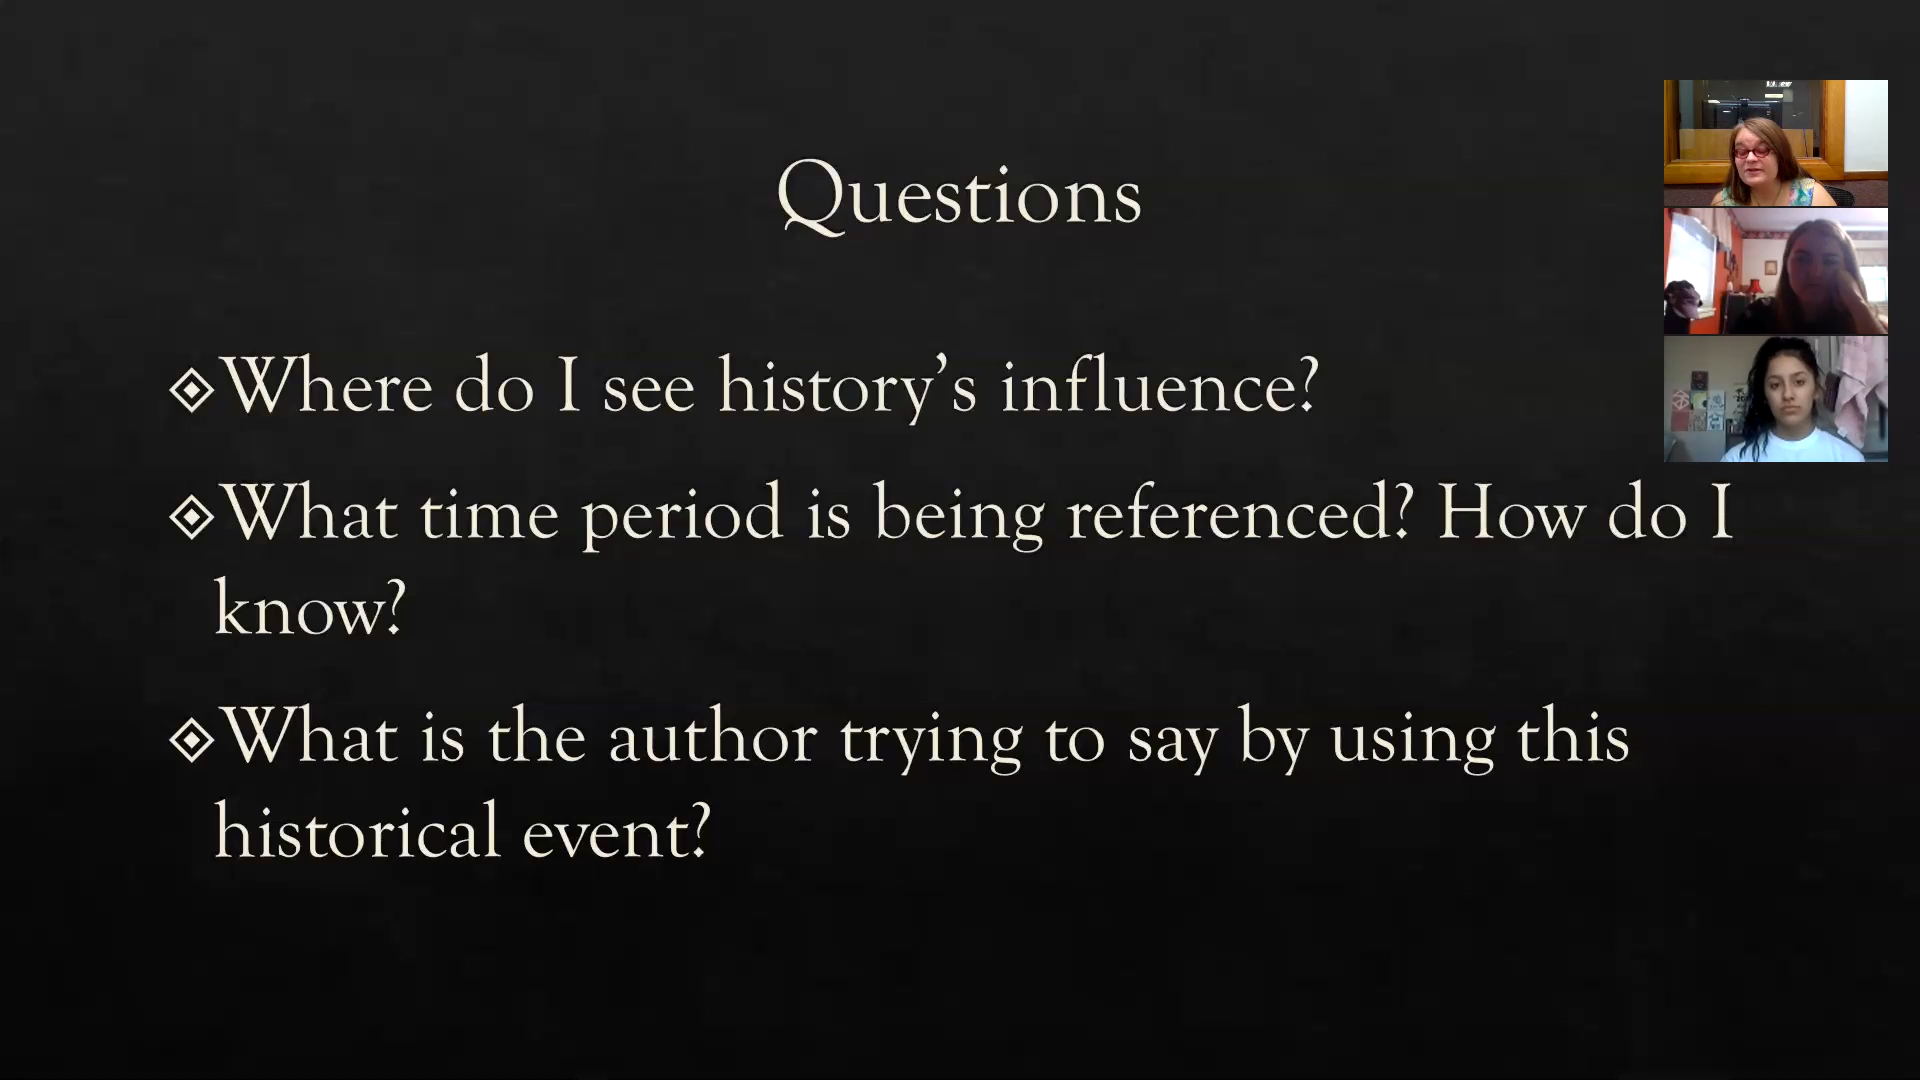 Questions
Where do I see history’s influence?
What time period is being referenced? How do I
know?
What is the author trying to say by using this
historical event?